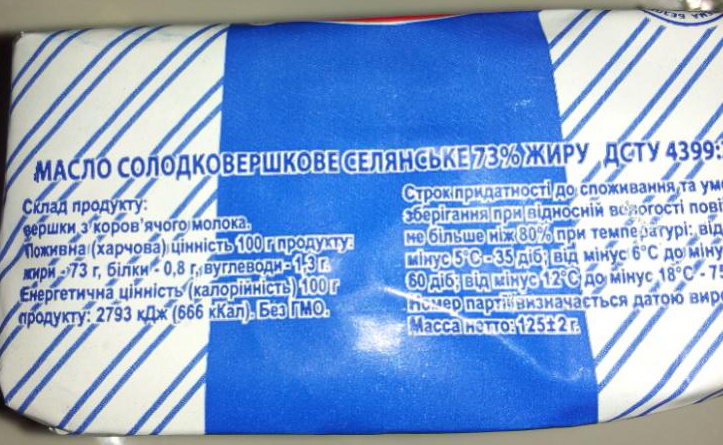 МАСЛО СОЛОДКОВЕРШКОВЕ СЕЛЯНСЬКЕ 73% ЖИРУ ДСТУ 4399:
Склад продукту:
вершки з коров’ячого молока.
Поживна (харчова) цінність 100 г продукту:
жири - 73 г, білки - 0,8 г, вуглеводи - 1,3 г.
Енергетична цінність (калорійність) 100 г
продукту: 2793 кДж (666 кКал). Без ГМО.
Строк придатності до споживання та умі
зберігання при відносній вологості пові
не більше ніж 80% при температурі: від
мінус 5°С - 35 діб; від мінус 6°С до міну
60 діб; від мінус 12°С до мінус 18°С - 7
Номер партії визначається датою вир
Масса нетто: 125±2 г.